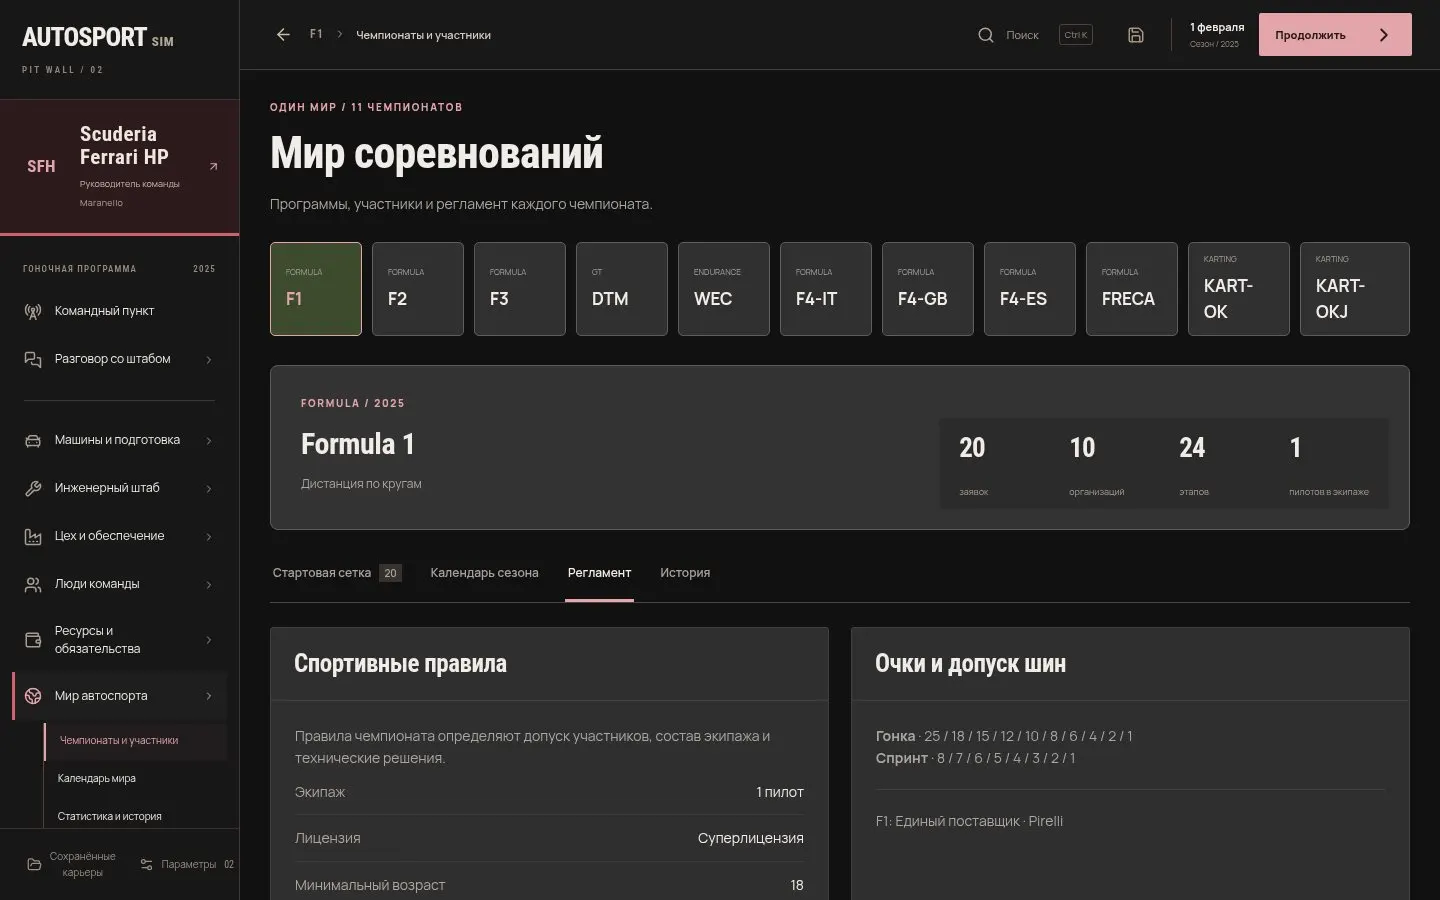 AUTOSPORT SIM
PIT WALL / 02
SFH
Scuderia
Ferrari HP
Руководитель команды
Maranello
ГОНОЧНАЯ ПРОГРАММА 2025
Командный пункт
Разговор со штабом
Машины и подготовка
Инженерный штаб
Цех и обеспечение
Люди команды
Ресурсы и
обязательства
Мир автоспорта
Чемпионаты и участники
Календарь мира
Статистика и история
Сохранённые
карьеры
Параметры 02
F1 Чемпионаты и участники
Поиск Ctrl K
1 февраля
Сезон / 2025
Продолжить
ОДИН МИР / 11 ЧЕМПИОНАТОВ
Мир соревнований
Программы, участники и регламент каждого чемпионата.
FORMULA
F1
FORMULA
F2
FORMULA
F3
GT
DTM
ENDURANCE
WEC
FORMULA
F4-IT
FORMULA
F4-GB
FORMULA
F4-ES
FORMULA
FRECA
KARTING
KART-
OK
KARTING
KART-
OKJ
FORMULA / 2025
Formula 1
Дистанция по кругам
20
заявок
10
организаций
24
этапов
1
пилотов в экипаже
Стартовая сетка 20 Календарь сезона Регламент История
Спортивные правила
Правила чемпионата определяют допуск участников, состав экипажа и
технические решения.
Экипаж 1 пилот
Лицензия Суперлицензия
Минимальный возраст 18
Очки и допуск шин
Гонка · 25 / 18 / 15 / 12 / 10 / 8 / 6 / 4 / 2 / 1
Спринт · 8 / 7 / 6 / 5 / 4 / 3 / 2 / 1
F1: Единый поставщик · Pirelli